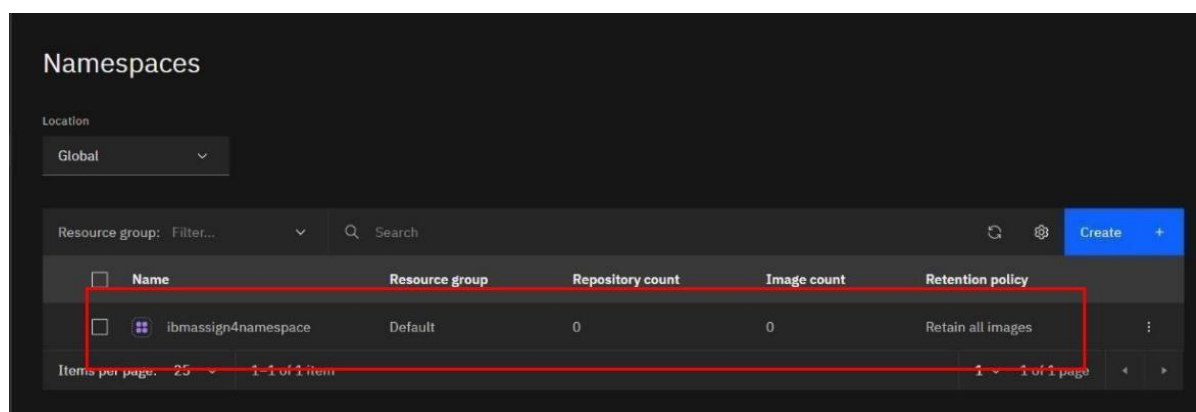 Namespaces
Location
Global
Resource group: Filter... Search Create +
Name Resource group Repository count Image count Retention policy
ibmassign4namespace Default 0 0 Retain all images
Items per page: 25 1–1 of 1 item 1 1 of 1 page